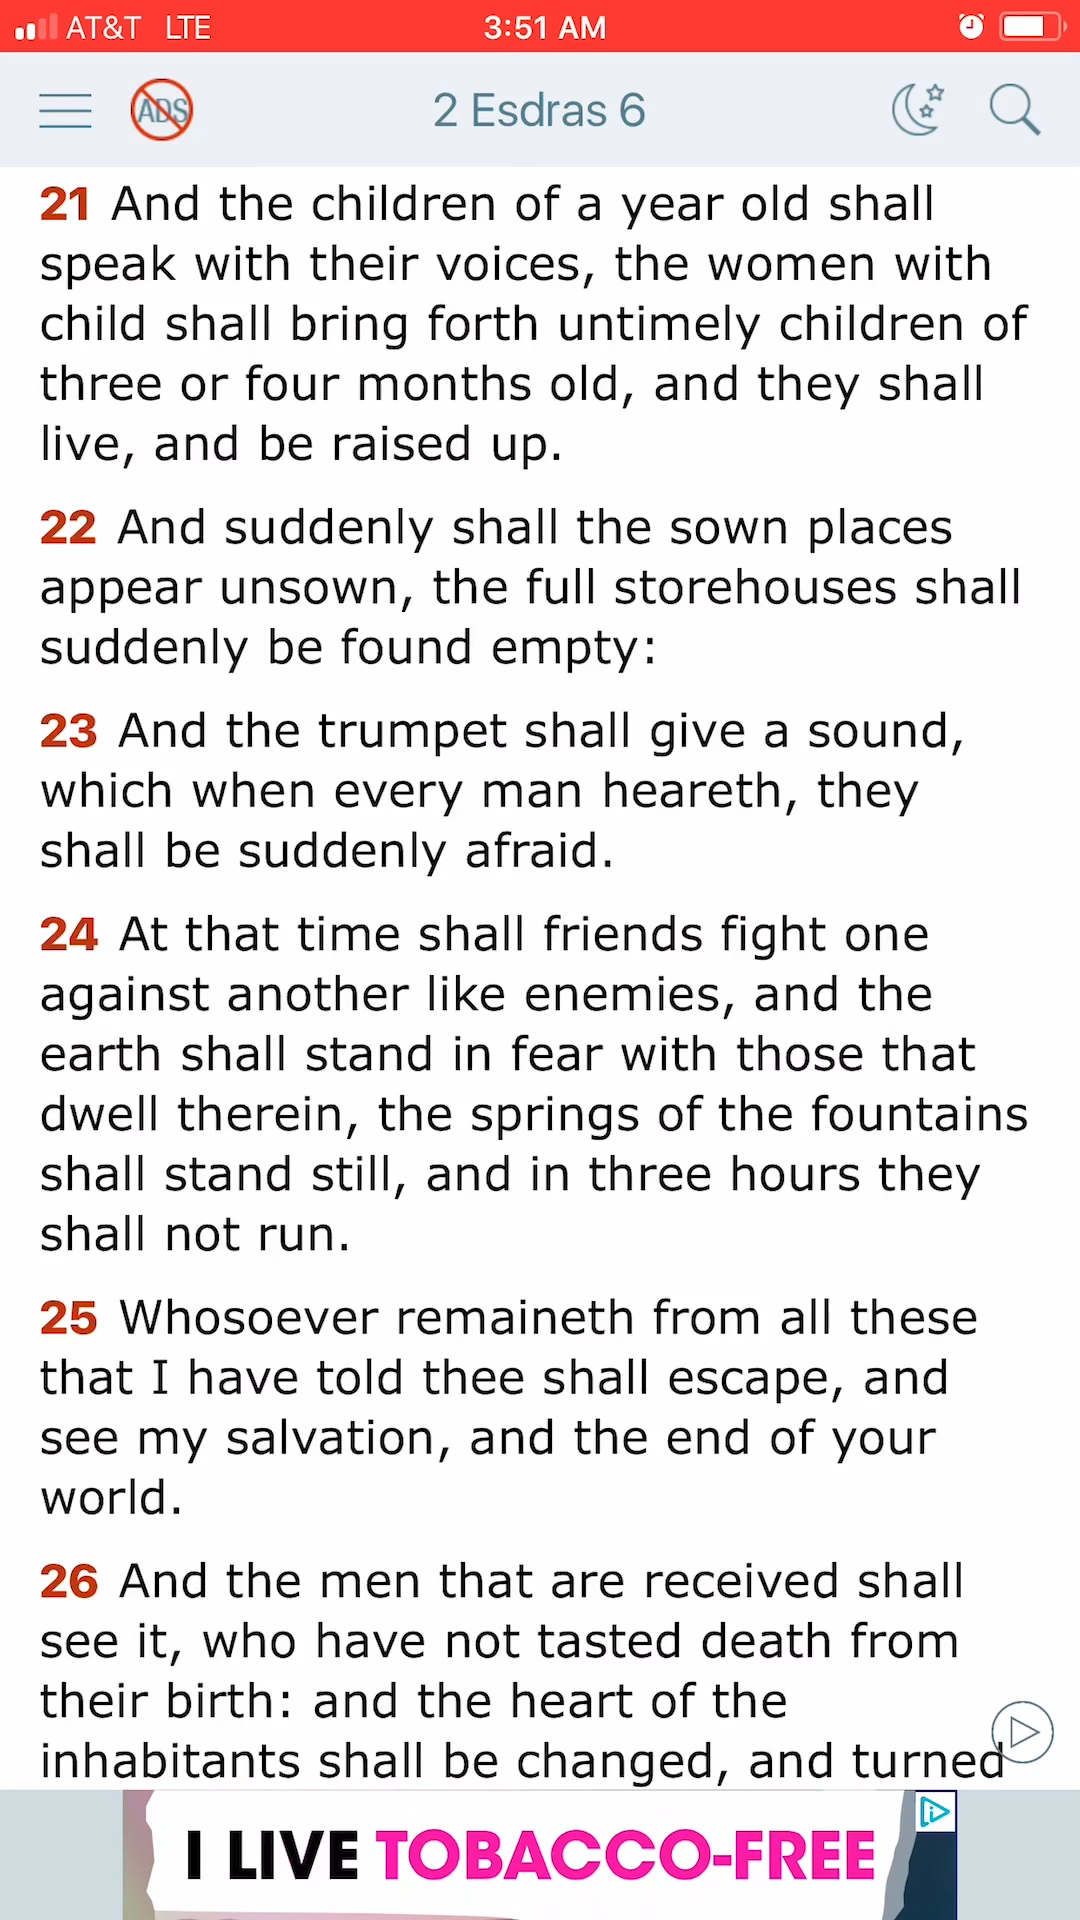 AT&T LTE 3:51 AM
ADS 2 Esdras 6
21 And the children of a year old shall
speak with their voices, the women with
child shall bring forth untimely children of
three or four months old, and they shall
live, and be raised up.
22 And suddenly shall the sown places
appear unsown, the full storehouses shall
suddenly be found empty:
23 And the trumpet shall give a sound,
which when every man heareth, they
shall be suddenly afraid.
24 At that time shall friends fight one
against another like enemies, and the
earth shall stand in fear with those that
dwell therein, the springs of the fountains
shall stand still, and in three hours they
shall not run.
25 Whosoever remaineth from all these
that I have told thee shall escape, and
see my salvation, and the end of your
world.
26 And the men that are received shall
see it, who have not tasted death from
their birth: and the heart of the
inhabitants shall be changed, and turned
I LIVE TOBACCO-FREE